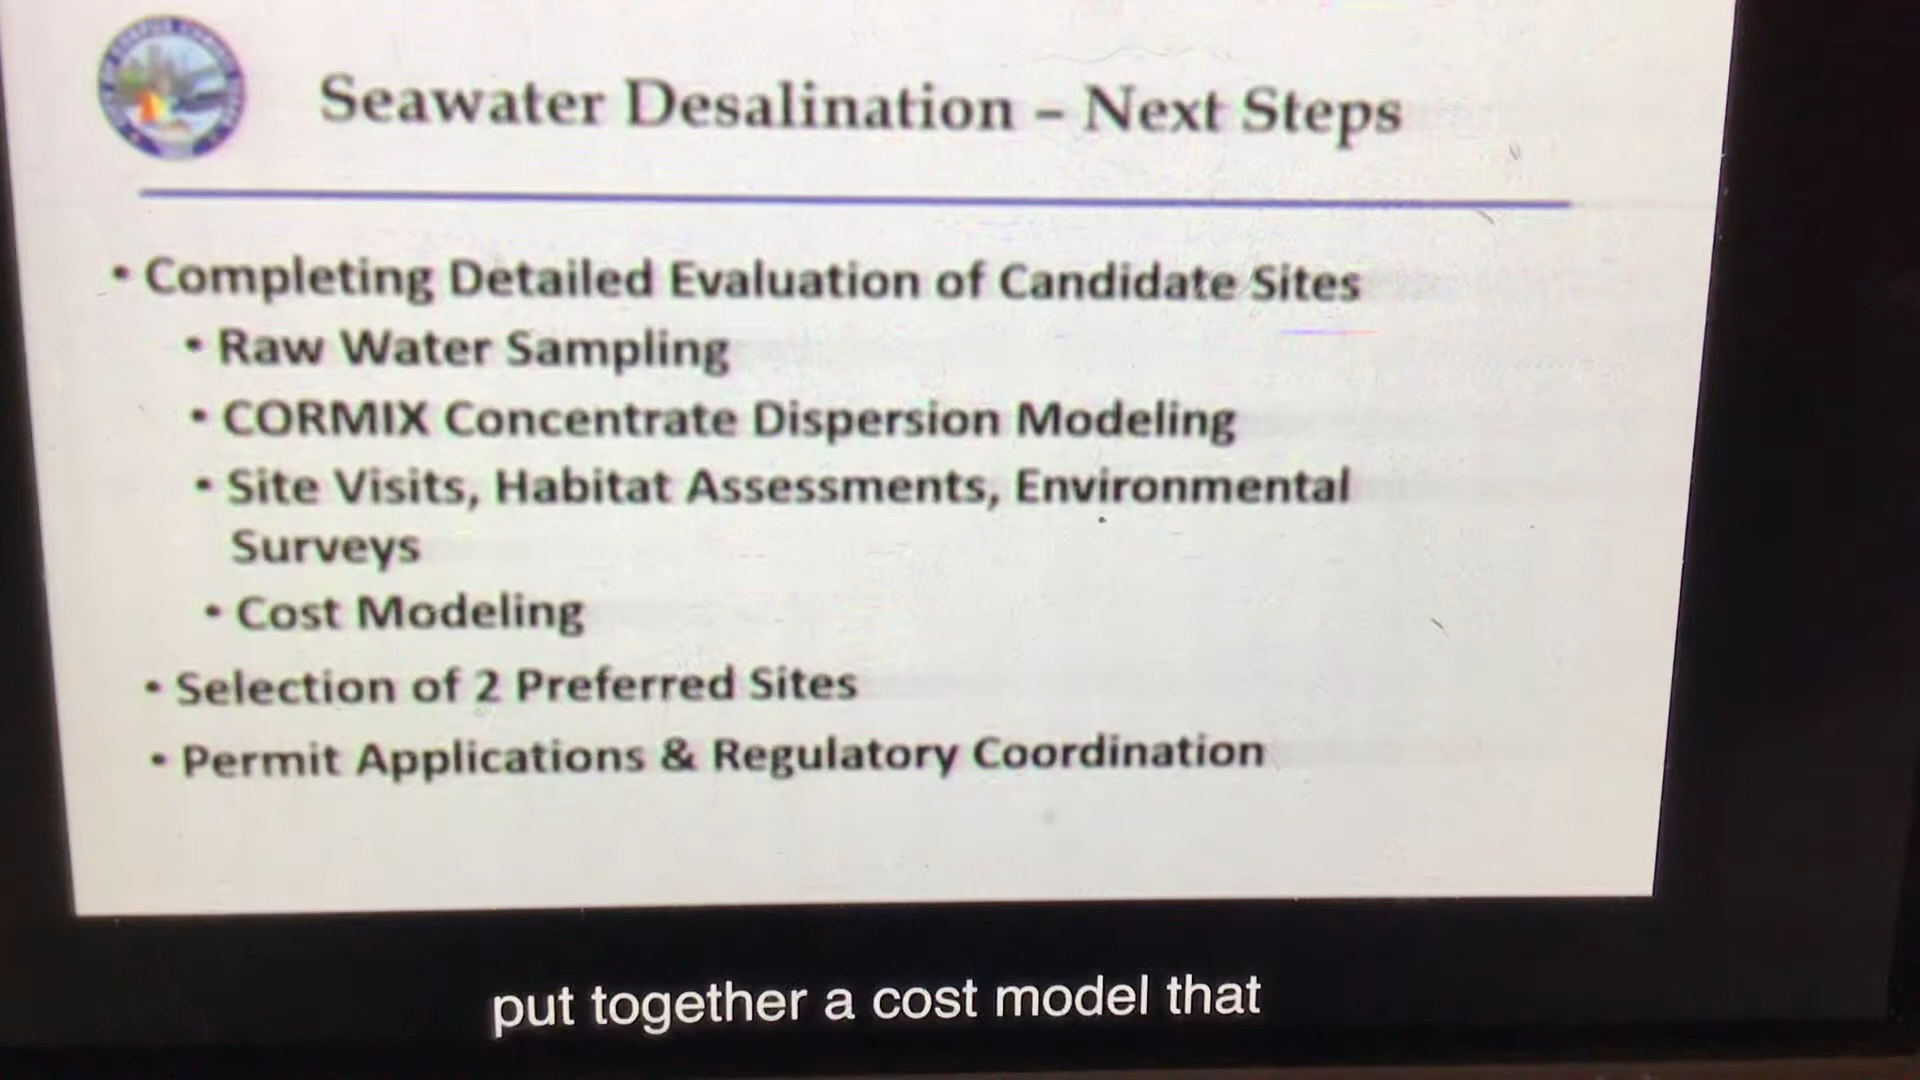 Seawater Desalination – Next Steps
• Completing Detailed Evaluation of Candidate Sites
• Raw Water Sampling
• CORMIX Concentrate Dispersion Modeling
• Site Visits, Habitat Assessments, Environmental
Surveys
• Cost Modeling
• Selection of 2 Preferred Sites
• Permit Applications & Regulatory Coordination
put together a cost model that